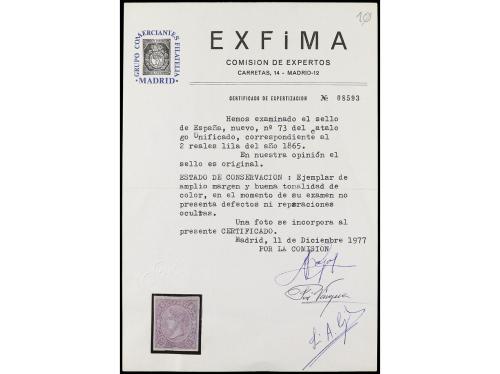 10
GRUPO COMERCIANTES FILATELIA
MADRID
EXFiMA
COMISION DE EXPERTOS
CARRETAS, 14 - MADRID-12
CERTIFICADO DE EXPERTIZACION № 08593
Hemos examinado el sello
de España, nuevo, nº 73 del catalo
go Unificado, correspondiente al
2 reales lila del año 1865.
En nuestra opinión el
sello es original.
ESTADO DE CONSERVACION : Ejemplar de
amplio margen y buena tonalidad de
color, en el momento de su examen no
presenta defectos ni reparaciones
ocultas.
Una foto se incorpora al
presente CERTIFICADO.
Madrid, 11 de Diciembre 1977
POR LA COMISION